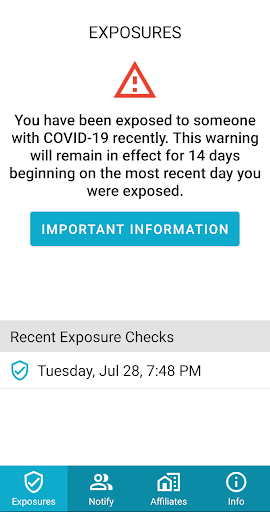 EXPOSURES
You have been exposed to someone
with COVID-19 recently. This warning
will remain in effect for 14 days
beginning on the most recent day you
were exposed.
IMPORTANT INFORMATION
Recent Exposure Checks
Tuesday, Jul 28, 7:48 PM
Exposures Notify Affiliates Info